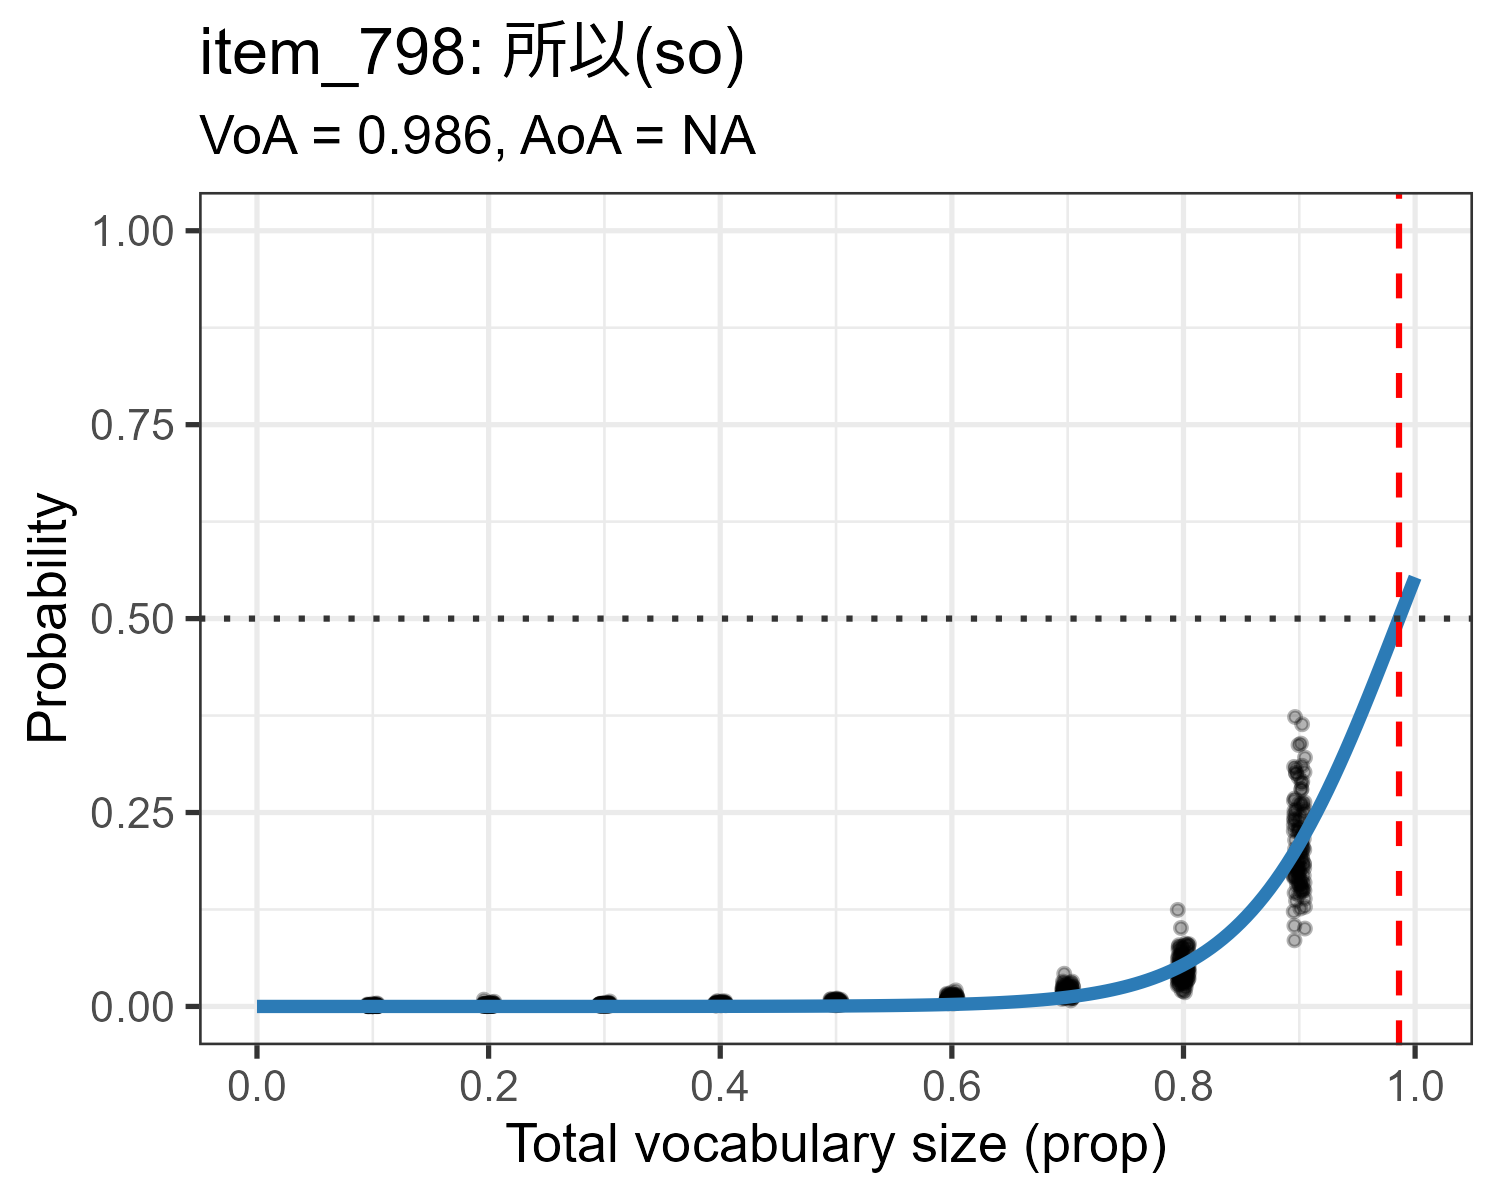 item_798: 所以(so)
VoA = 0.986, AoA = NA
1.00
0.75
0.50
0.25
0.00
Probability
0.0 0.2 0.4 0.6 0.8 1.0
Total vocabulary size (prop)